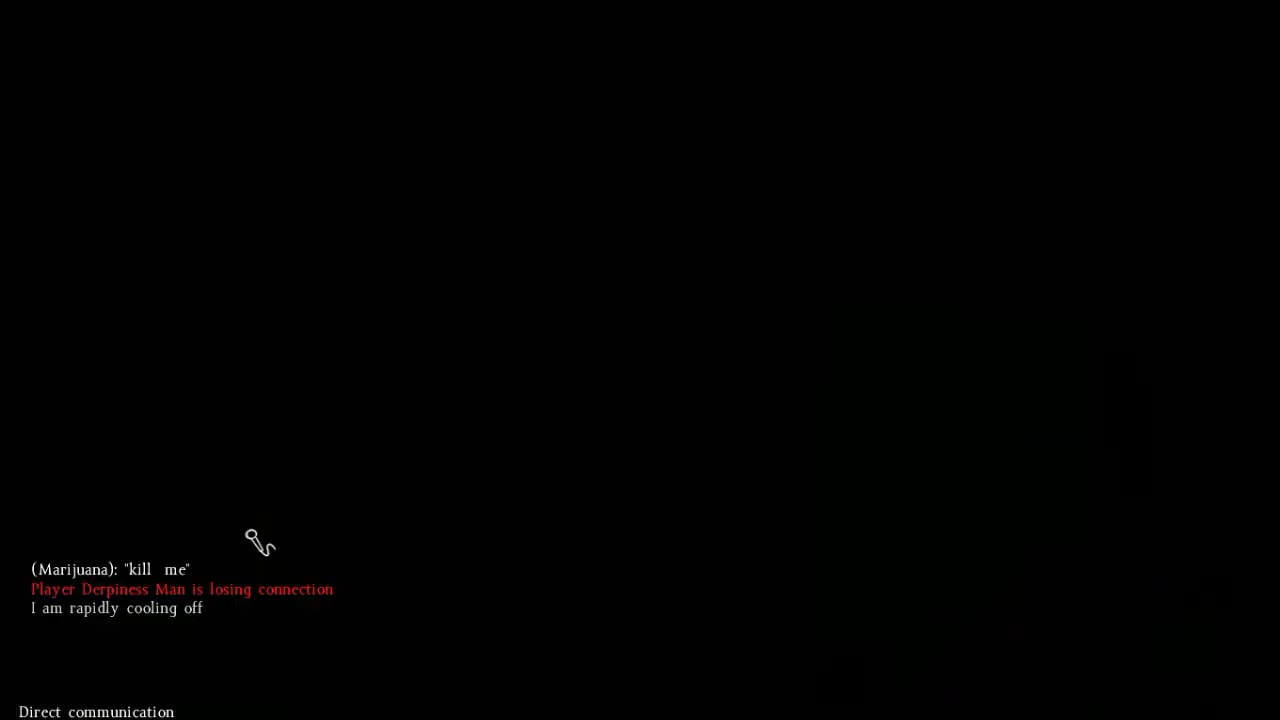 (Marijuana): "kill me"
Player Derpiness Man is losing connection
I am rapidly cooling off
Direct communication